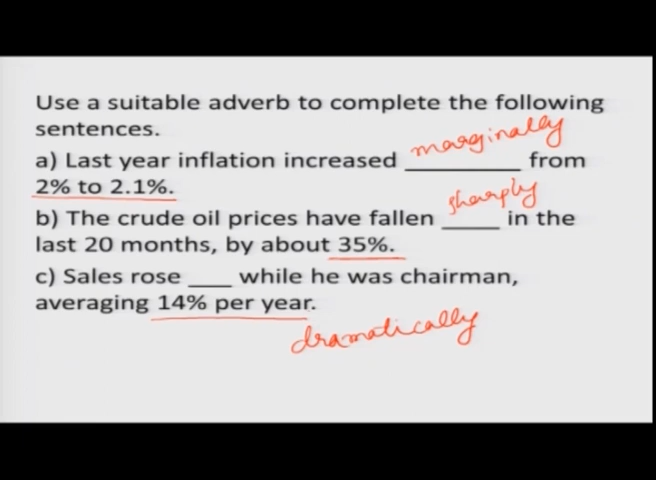 Use a suitable adverb to complete the following
sentences.
marginally
a) Last year inflation increased _________ from
2% to 2.1%.
sharply
b) The crude oil prices have fallen _____ in the
last 20 months, by about 35%.
c) Sales rose ____ while he was chairman,
averaging 14% per year.
dramatically